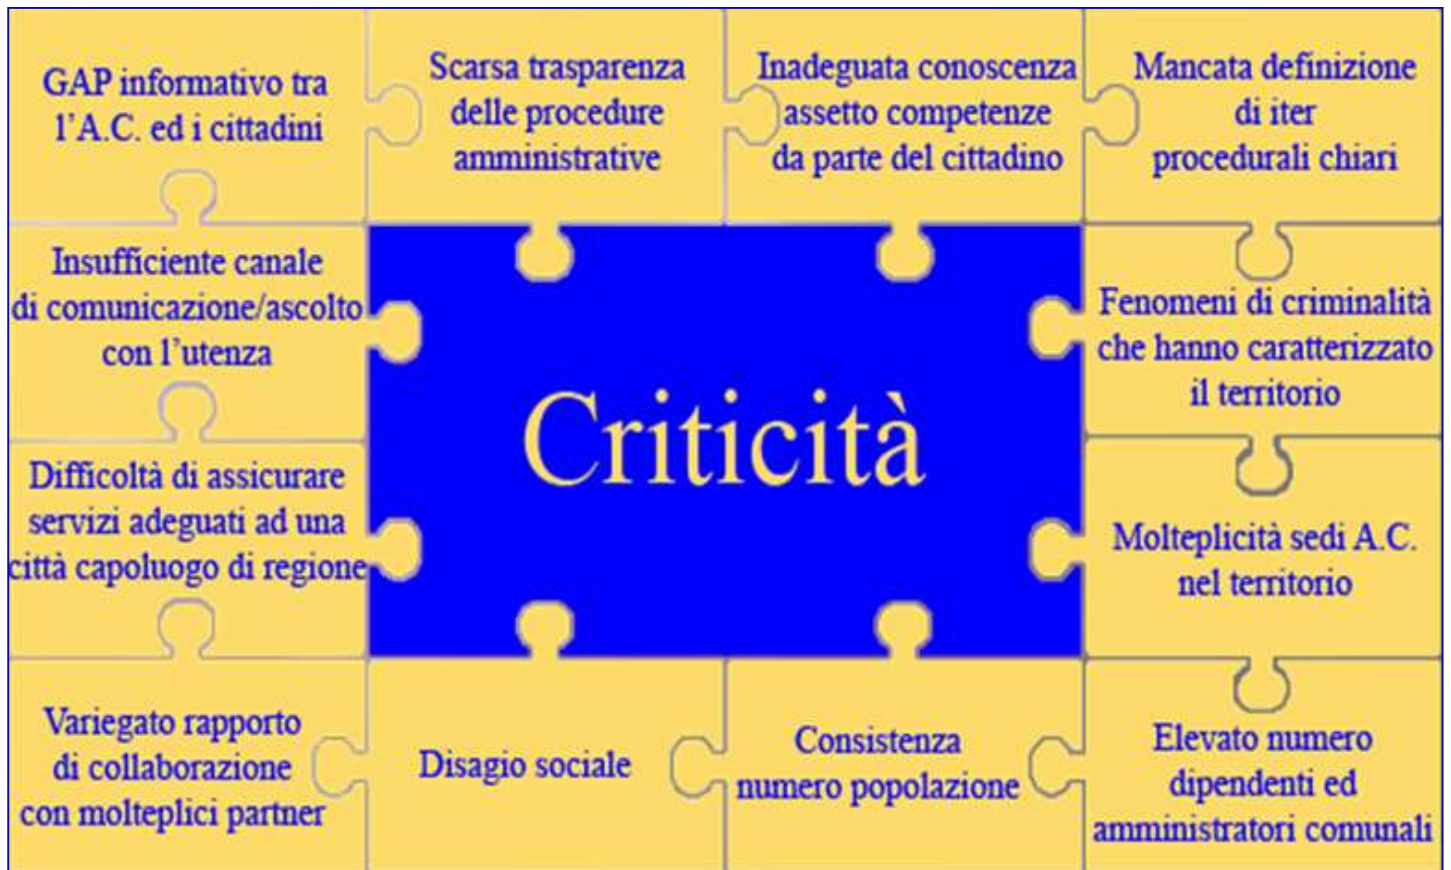 GAP informativo tra
l'A.C. ed i cittadini
Scarsa trasparenza
delle procedure
amministrative
Inadeguata conoscenza
assetto competenze
da parte del cittadino
Mancata definizione
di iter
procedurali chiari
Insufficiente canale
di comunicazione/ascolto
con l'utenza
Fenomeni di criminalità
che hanno caratterizzato
il territorio
Criticità
Difficoltà di assicurare
servizi adeguati ad una
città capoluogo di regione
Molteplicità sedi A.C.
nel territorio
Variegato rapporto
di collaborazione
con molteplici partner
Disagio sociale
Consistenza
numero popolazione
Elevato numero
dipendenti ed
amministratori comunali